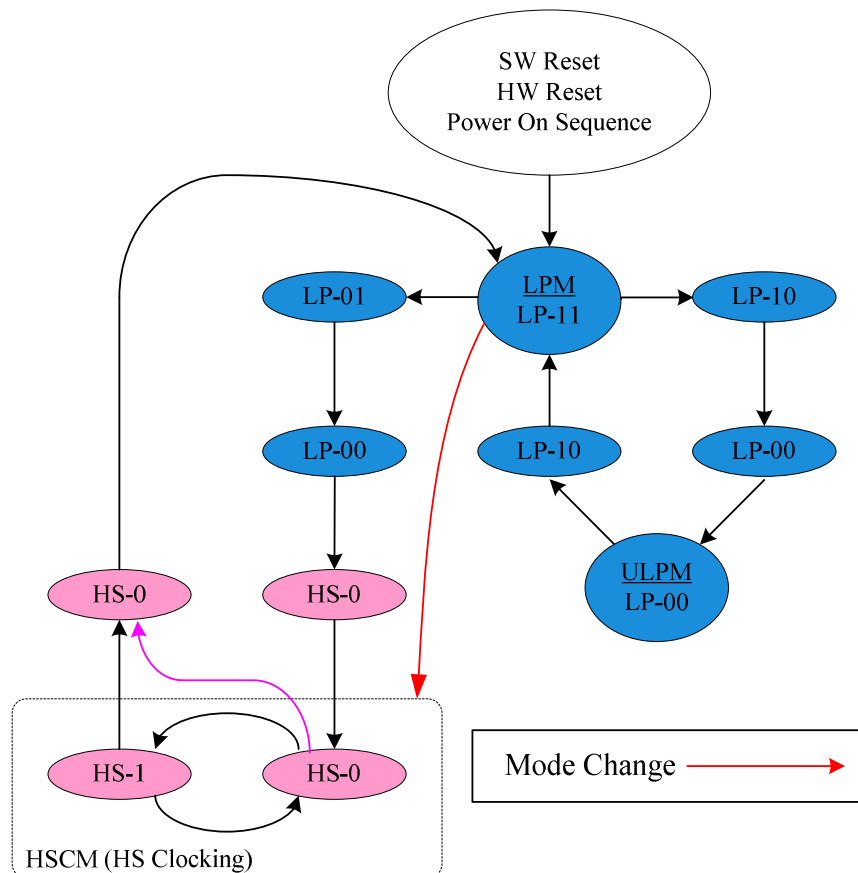 SW Reset
HW Reset
Power On Sequence
LP-01
LPM
LP-11
LP-10
LP-00
LP-10
LP-00
ULPM
LP-00
HS-0
HS-0
HS-1
HS-0
Mode Change
HSCM (HS Clocking)